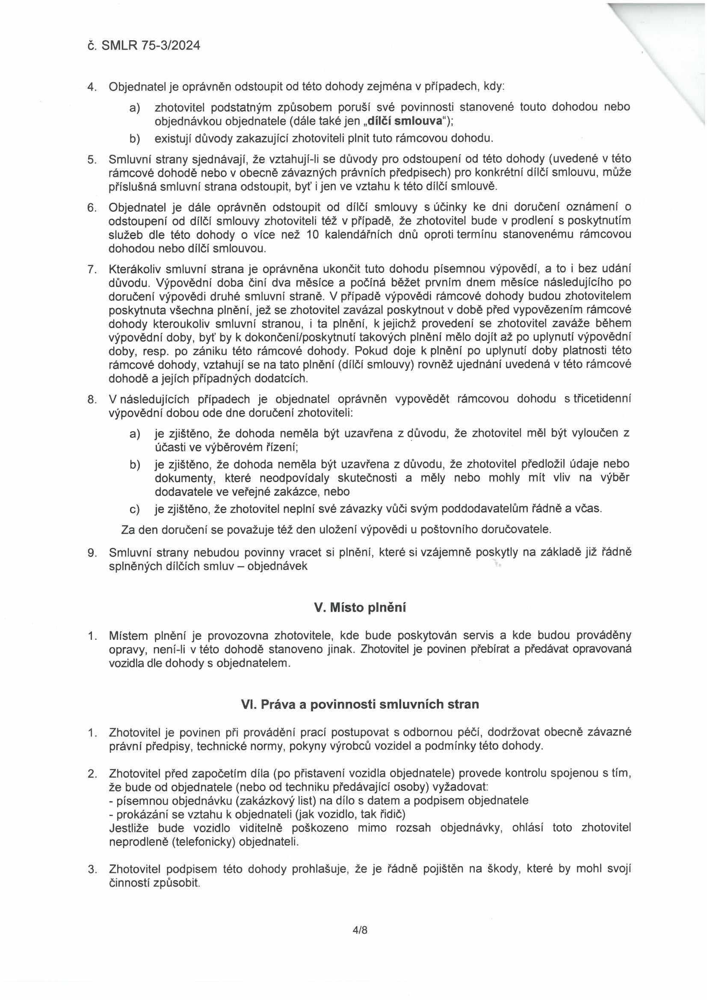 č. SMLR 75-3/2024
4. Objednatel je oprávněn odstoupit od této dohody zejména v případech, kdy:
a) zhotovitel podstatným způsobem poruší své povinnosti stanovené touto dohodou nebo
objednávkou objednatele (dále také jen „dílčí smlouva“);
b) existují důvody zakazující zhotoviteli plnit tuto rámcovou dohodu.
5. Smluvní strany sjednávají, že vztahují-li se důvody pro odstoupení od této dohody (uvedené v této
rámcové dohodě nebo v obecně závazných právních předpisech) pro konkrétní dílčí smlouvu, může
příslušná smluvní strana odstoupit, byť i jen ve vztahu k této dílčí smlouvě.
6. Objednatel je dále oprávněn odstoupit od dílčí smlouvy s účinky ke dni doručení oznámení o
odstoupení od dílčí smlouvy zhotoviteli též v případě, že zhotovitel bude v prodlení s poskytnutím
služeb dle této dohody o více než 10 kalendářních dnů oproti termínu stanovenému rámcovou
dohodou nebo dílčí smlouvou.
7. Kterákoliv smluvní strana je oprávněna ukončit tuto dohodu písemnou výpovědí, a to i bez udání
důvodu. Výpovědní doba činí dva měsíce a počíná běžet prvním dnem měsíce následujícího po
doručení výpovědi druhé smluvní straně. V případě výpovědi rámcové dohody budou zhotovitelem
poskytnuta všechna plnění, jež se zhotovitel zavázal poskytnout v době před vypovězením rámcové
dohody kteroukoliv smluvní stranou, i ta plnění, k jejichž provedení se zhotovitel zaváže během
výpovědní doby, byť by k dokončení/poskytnutí takových plnění mělo dojít až po uplynutí výpovědní
doby, resp. po zániku této rámcové dohody. Pokud doje k plnění po uplynutí doby platnosti této
rámcové dohody, vztahují se na tato plnění (dílčí smlouvy) rovněž ujednání uvedená v této rámcové
dohodě a jejích případných dodatcích.
8. V následujících případech je objednatel oprávněn vypovědět rámcovou dohodu s třicetidenní
výpovědní dobou ode dne doručení zhotoviteli:
a) je zjištěno, že dohoda neměla být uzavřena z důvodu, že zhotovitel měl být vyloučen z
účasti ve výběrovém řízení;
b) je zjištěno, že dohoda neměla být uzavřena z důvodu, že zhotovitel předložil údaje nebo
dokumenty, které neodpovídaly skutečnosti a měly nebo mohly mít vliv na výběr
dodavatele ve veřejné zakázce, nebo
c) je zjištěno, že zhotovitel neplní své závazky vůči svým poddodavatelům řádně a včas.
Za den doručení se považuje též den uložení výpovědi u poštovního doručovatele.
9. Smluvní strany nebudou povinny vracet si plnění, které si vzájemně poskytly na základě již řádně
splněných dílčích smluv – objednávek
V. Místo plnění
1. Místem plnění je provozovna zhotovitele, kde bude poskytován servis a kde budou prováděny
opravy, není-li v této dohodě stanoveno jinak. Zhotovitel je povinen přebírat a předávat opravovaná
vozidla dle dohody s objednatelem.
VI. Práva a povinnosti smluvních stran
1. Zhotovitel je povinen při provádění prací postupovat s odbornou péčí, dodržovat obecně závazné
právní předpisy, technické normy, pokyny výrobců vozidel a podmínky této dohody.
2. Zhotovitel před započetím díla (po přistavení vozidla objednatele) provede kontrolu spojenou s tím,
že bude od objednatele (nebo od techniku předávající osoby) vyžadovat:
- písemnou objednávku (zakázkový list) na dílo s datem a podpisem objednatele
- prokázání se vztahu k objednateli (jak vozidlo, tak řidič)
Jestliže bude vozidlo viditelně poškozeno mimo rozsah objednávky, ohlásí toto zhotovitel
neprodleně (telefonicky) objednateli.
3. Zhotovitel podpisem této dohody prohlašuje, že je řádně pojištěn na škody, které by mohl svojí
činností způsobit.
4/8